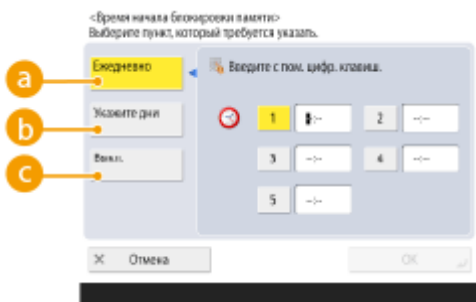 <Время начала блокировки памяти>
Выберите пункт, который требуется указать.
a
Ежедневно
Введите с пом. цифр. клавиш.
b
Укажите дни
1 -:-- 2 --:--
c
Выкл.
3 --:-- 4 --:--
5 --:--
× Отмена
OK